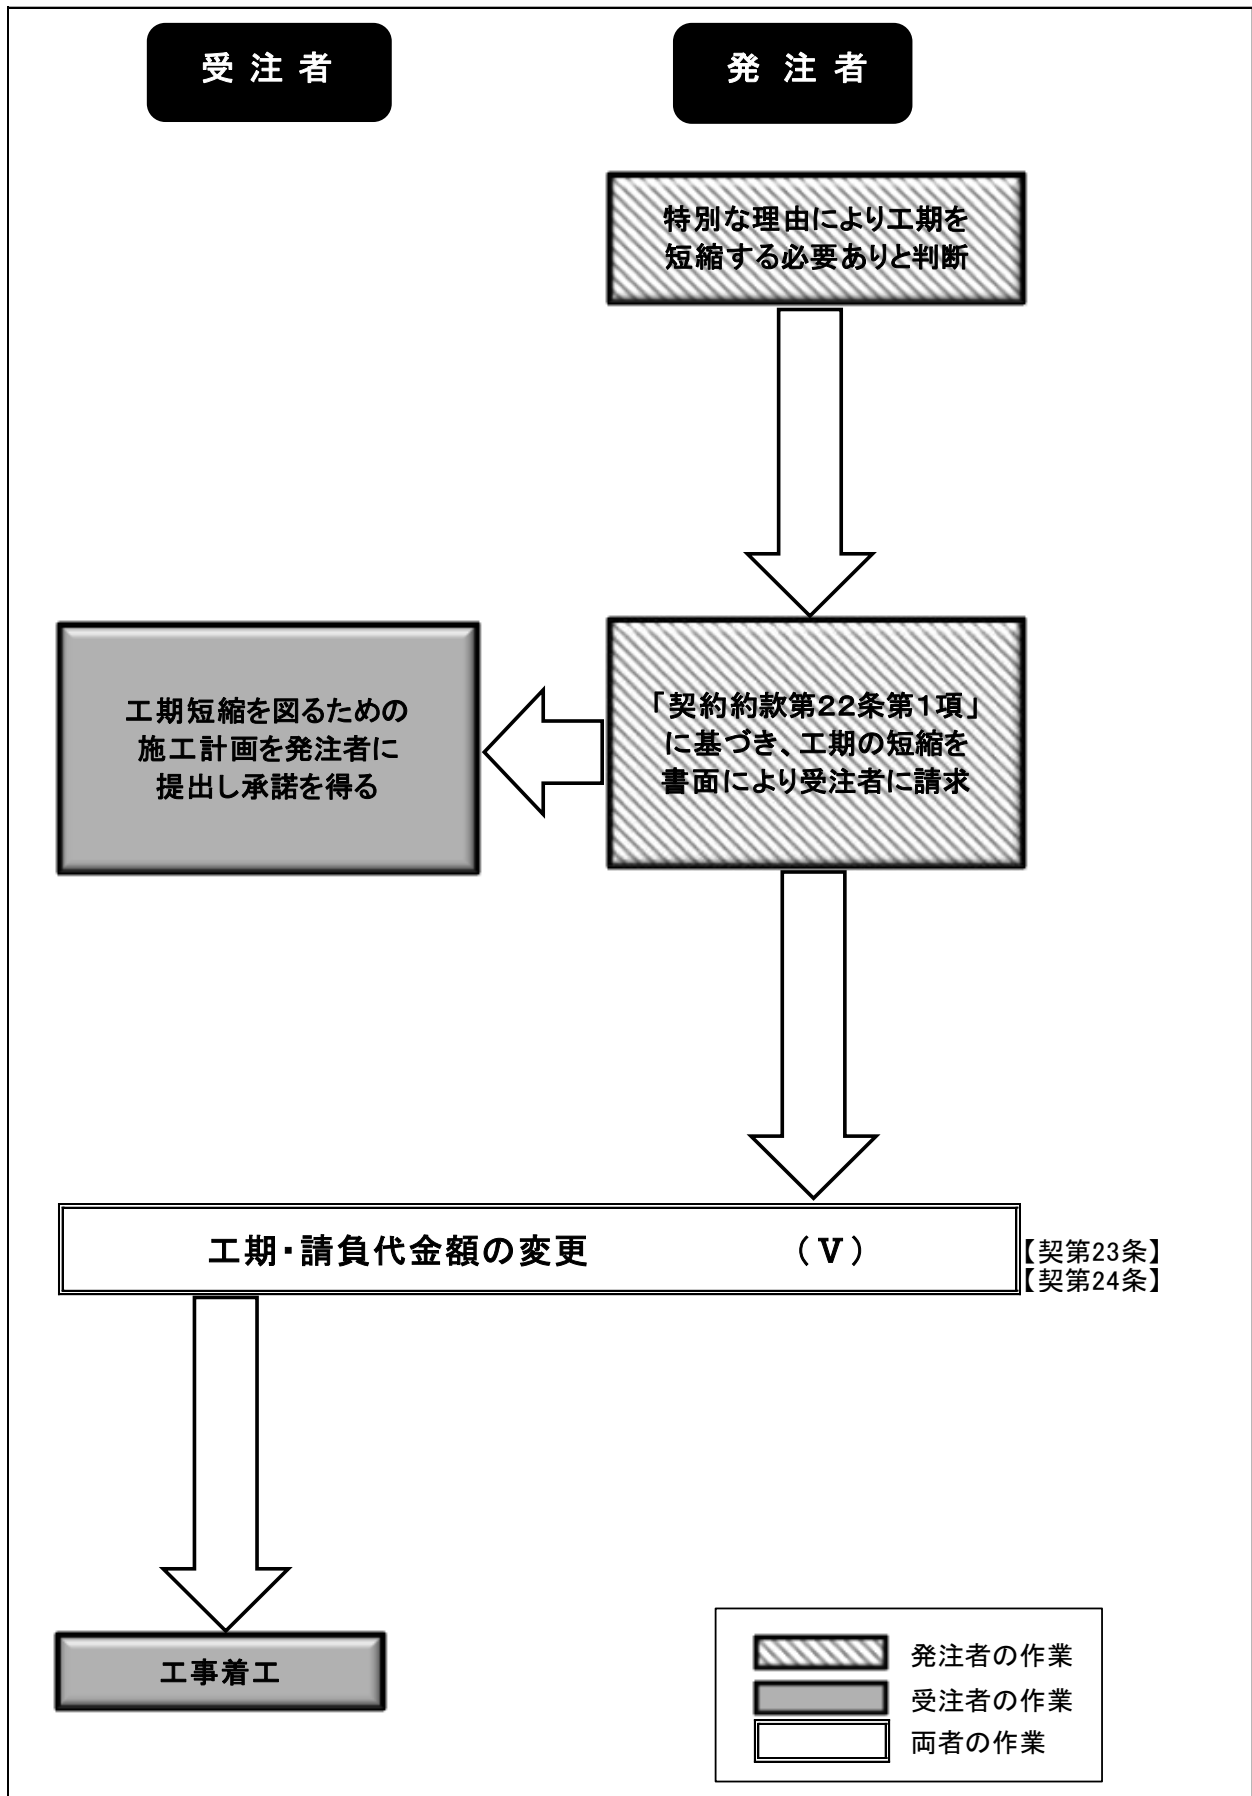 受注者
発注者
特別な理由により工期を
短縮する必要ありと判断
工期短縮を図るための
施工計画を発注者に
提出し承諾を得る
「契約約款第22条第1項」
に基づき、工期の短縮を
書面により受注者に請求
工期・請負代金額の変更 （Ⅴ）
【契第23条】
【契第24条】
工事着工
発注者の作業
受注者の作業
両者の作業